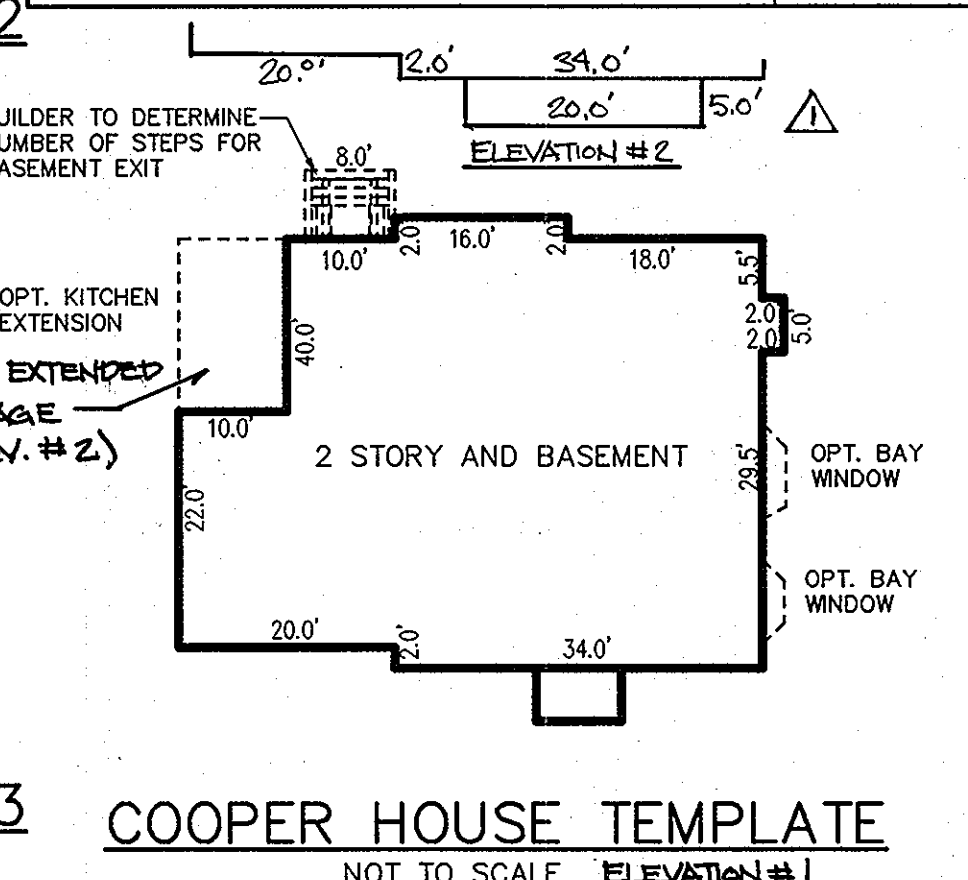 2
20.0'
2.0'
34.0'
20.0'
5.0'
1
ELEVATION #2
UILDER TO DETERMINE
UMBER OF STEPS FOR
ASEMENT EXIT
8.0'
10.0'
2.0'
16.0'
2.0'
18.0'
5.5'
2.0'
2.0'
5.0'
OPT. KITCHEN
EXTENSION
40.0'
EXTENDED
AGE
V. #2)
10.0'
2 STORY AND BASEMENT
29.5'
OPT. BAY
WINDOW
22.0'
OPT. BAY
WINDOW
20.0'
2.0'
34.0'
3
COOPER HOUSE TEMPLATE
NOT TO SCALE ELEVATION #1